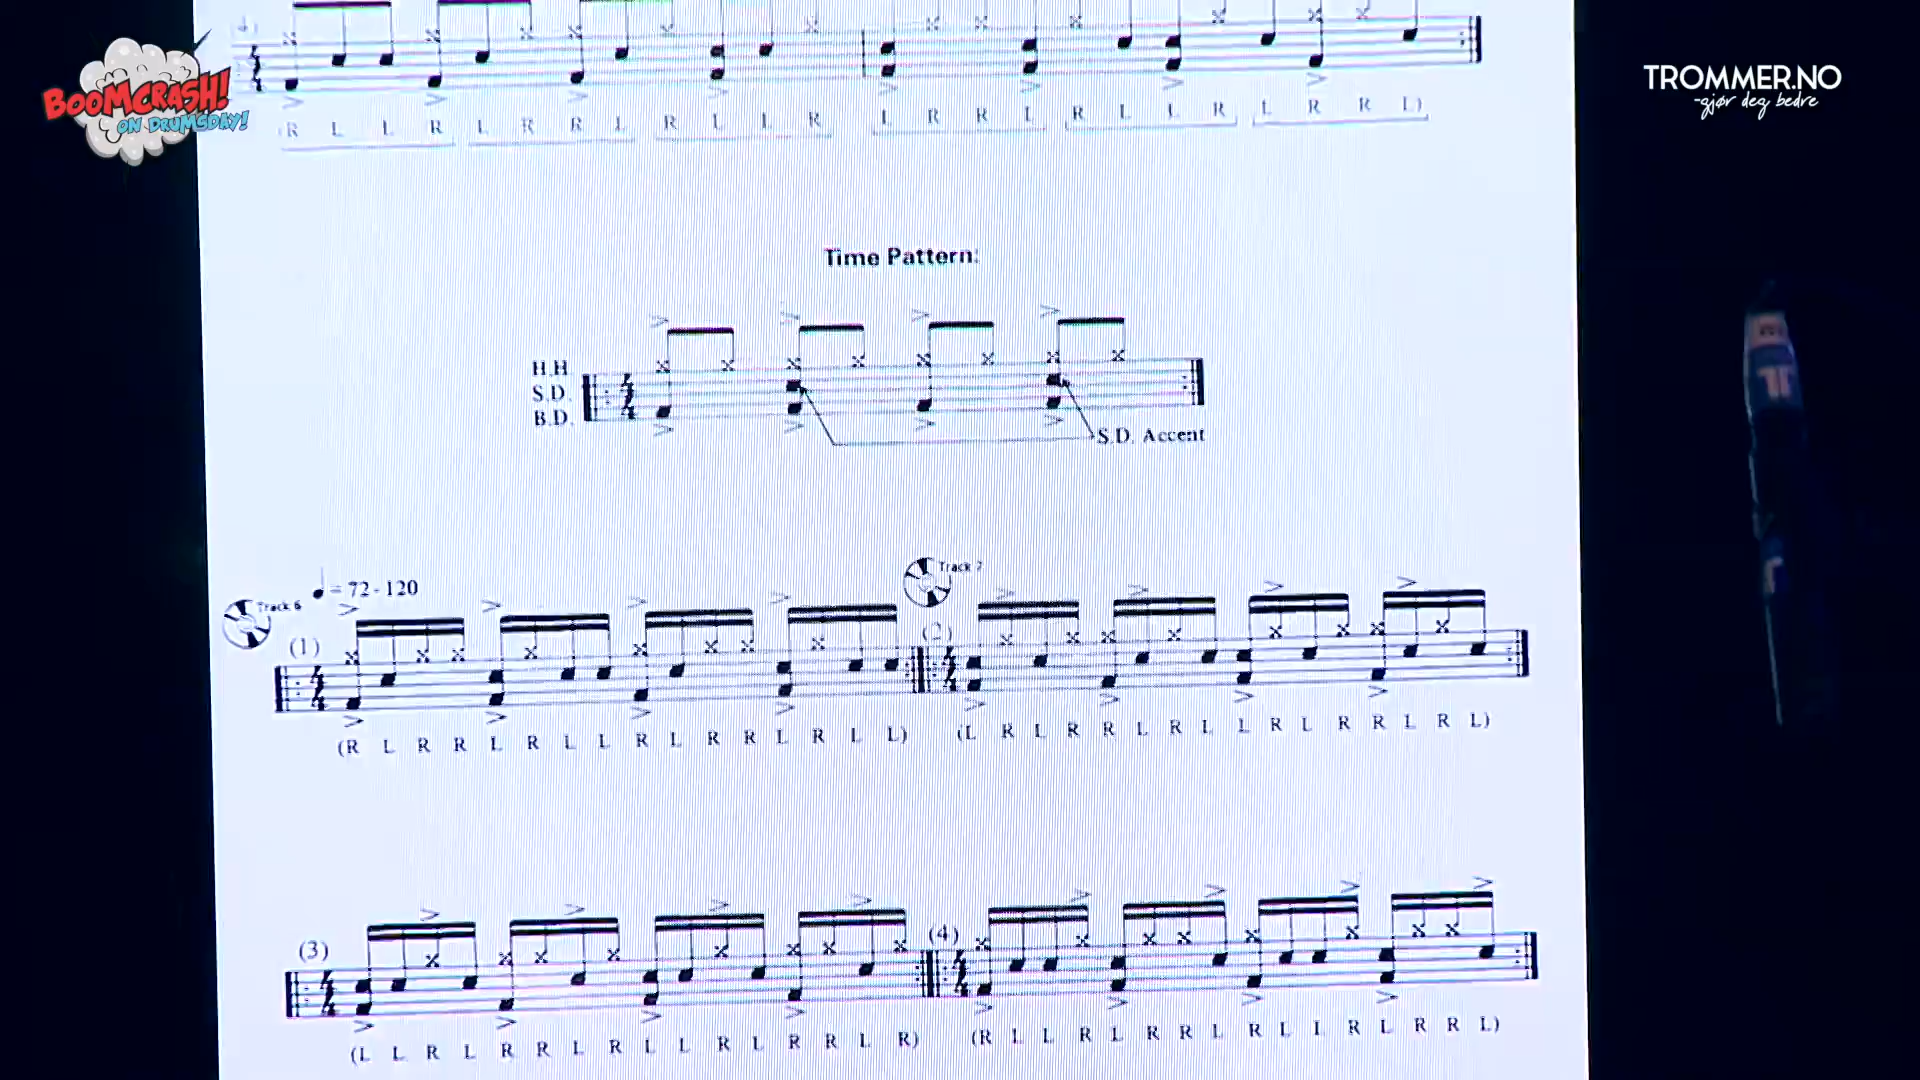 BOOMCRASH!
ON DRUMSDAY!
TROMMER.NO
-gjør deg bedre
(R L L R L R R L R L L R L R R L R L L R L R R L)
Time Pattern:
H.H
S.D.
B.D.
S.D. Accent
Track 6
♩ = 72 - 120
Track 7
(1)
(2)
(R L R R L R L L R L R R L R L L)
(L R L R R L R L L R L R R L R L)
(3)
(4)
(L L R L R R L R L L R L R R L R)
(R L L R L R R L R L L R L R R L)